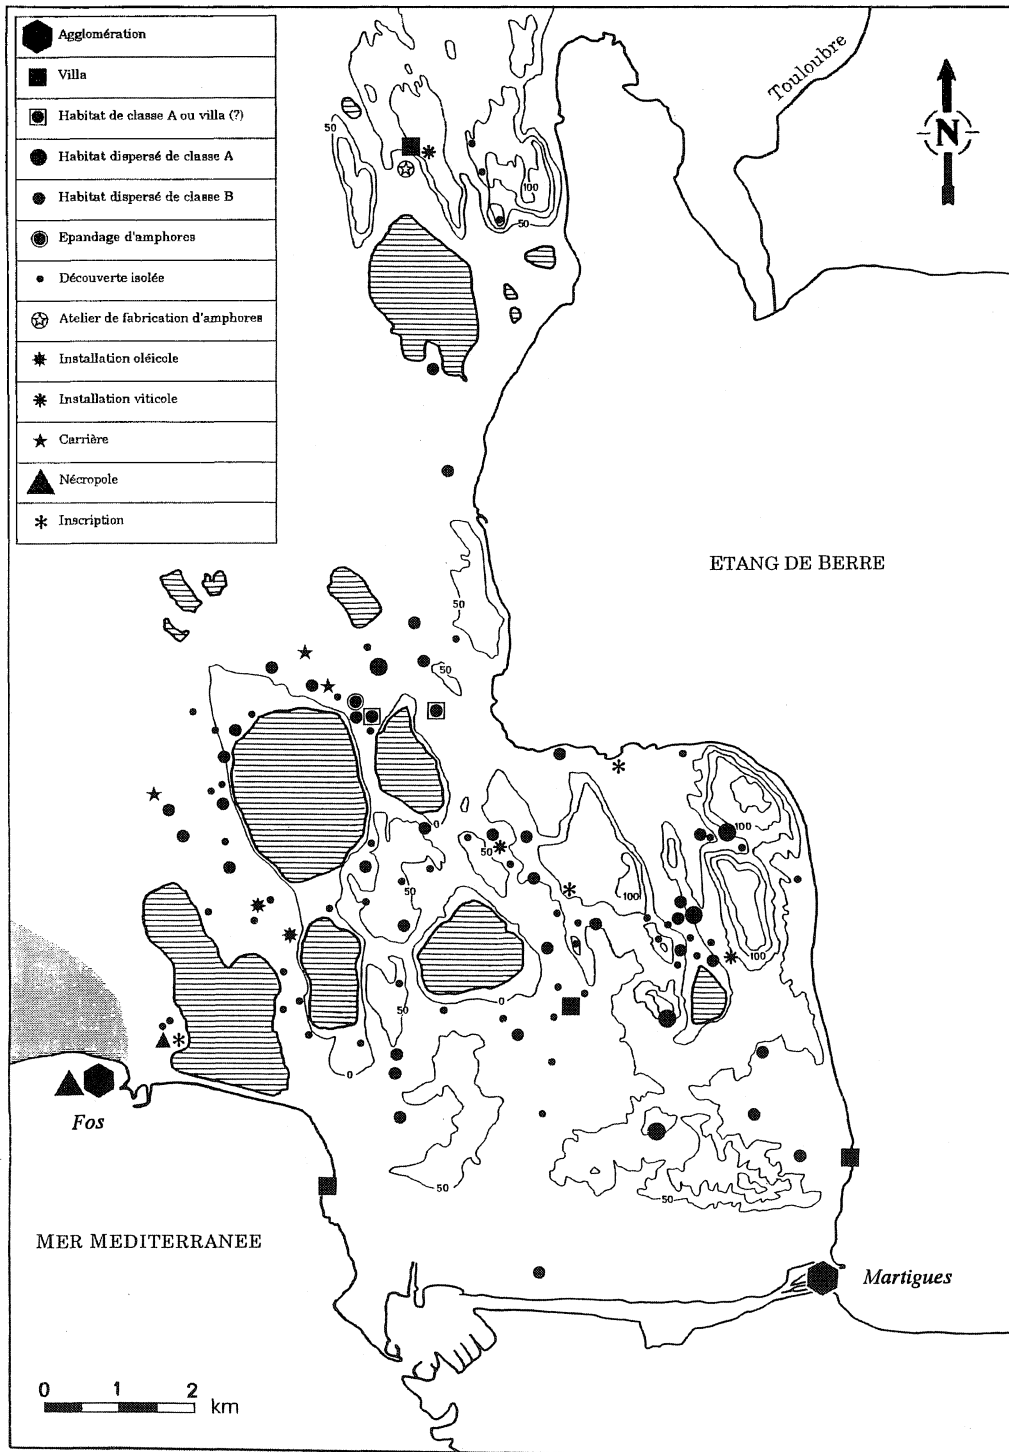 Agglomération
Villa
Habitat de classe A ou villa (?)
Habitat dispersé de classe A
Habitat dispersé de classe B
Epandage d'amphores
Découverte isolée
Atelier de fabrication d'amphores
Installation oléicole
Installation viticole
Carrière
Nécropole
Inscription
Touloubre
N
50
100
50
ETANG DE BERRE
50
50
100
0
50
100
50
100
0
50
0
Fos
50
50
MER MEDITERRANEE
Martigues
0 1 2
km